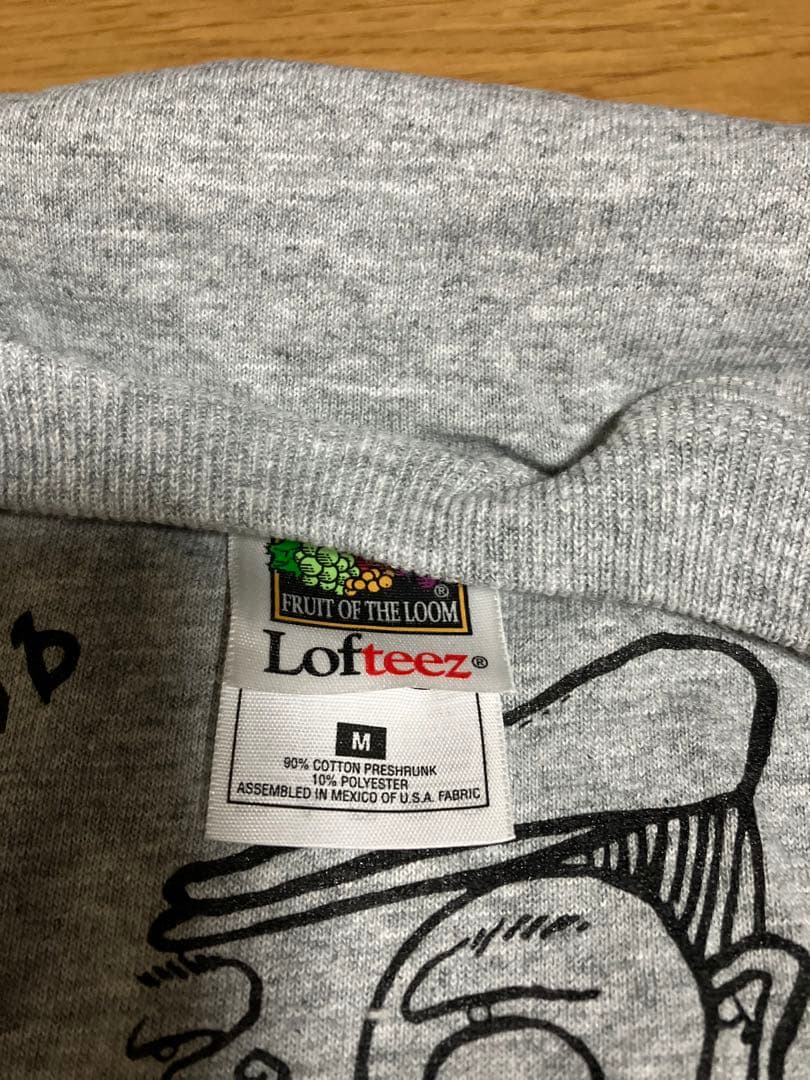 FRUIT OF THE LOOM ®
Lofteez®
M
90% COTTON PRESHRUNK
10% POLYESTER
ASSEMBLED IN MEXICO OF U.S.A. FABRIC